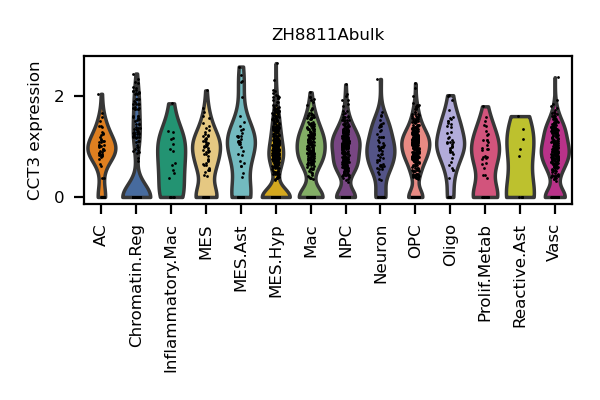 ZH8811Abulk
CCT3 expression
2
0
AC
Chromatin.Reg
Inflammatory.Mac
MES
MES.Ast
MES.Hyp
Mac
NPC
Neuron
OPC
Oligo
Prolif.Metab
Reactive.Ast
Vasc